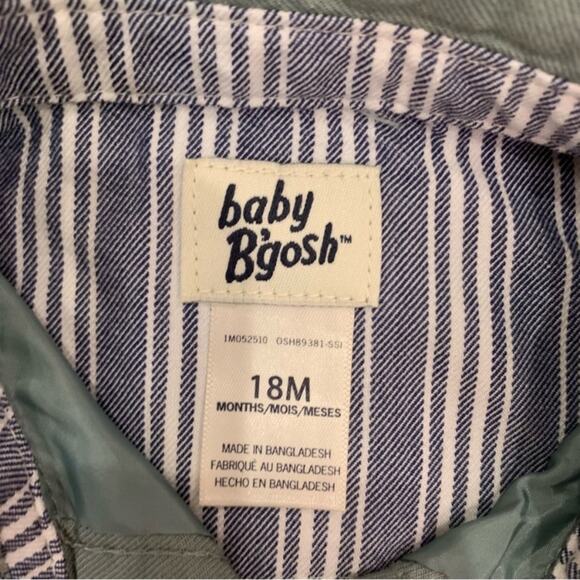 baby
B'gosh™
1M052510 OSH89381-SSI
18M
MONTHS/MOIS/MESES
MADE IN BANGLADESH
FABRIQUÉ AU BANGLADESH
HECHO EN BANGLADESH